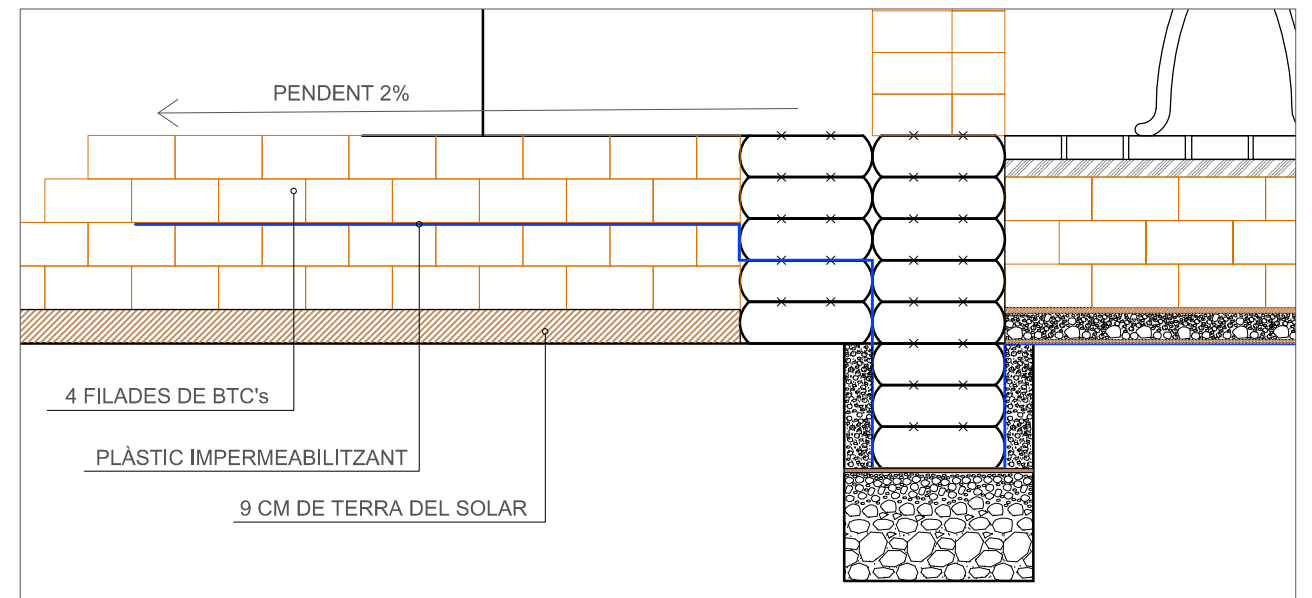 PENDENT 2%
4 FILADES DE BTC's
PLÀSTIC IMPERMEABILITZANT
9 CM DE TERRA DEL SOLAR